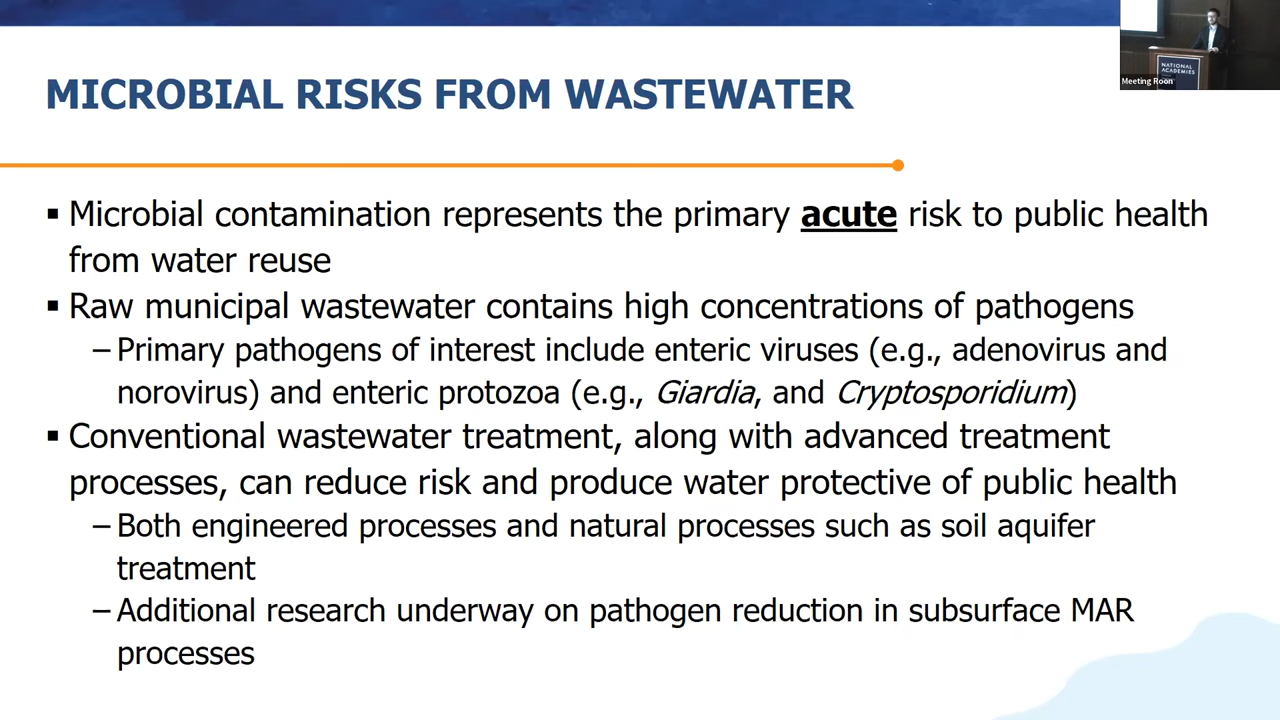 MICROBIAL RISKS FROM WASTEWATER
▪ Microbial contamination represents the primary acute risk to public health
from water reuse
▪ Raw municipal wastewater contains high concentrations of pathogens
– Primary pathogens of interest include enteric viruses (e.g., adenovirus and
norovirus) and enteric protozoa (e.g., Giardia, and Cryptosporidium)
▪ Conventional wastewater treatment, along with advanced treatment
processes, can reduce risk and produce water protective of public health
– Both engineered processes and natural processes such as soil aquifer
treatment
– Additional research underway on pathogen reduction in subsurface MAR
processes
NATIONAL
ACADEMIES
Meeting Room